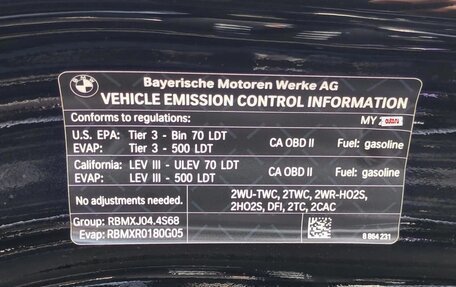 BMW
Bayerische Motoren Werke AG
VEHICLE EMISSION CONTROL INFORMATION
Conforms to regulations: MY
U.S. EPA: Tier 3 - Bin 70 LDT CA OBD II Fuel: gasoline
EVAP: Tier 3 - 500 LDT
California: LEV III - ULEV 70 LDT CA OBD II Fuel: gasoline
EVAP: LEV III - 500 LDT
No adjustments needed. 2WU-TWC, 2TWC, 2WR-HO2S,
2HO2S, DFI, 2TC, 2CAC
Group: RBMXJ04.4S68
Evap: RBMXR0180G05 8 864 231